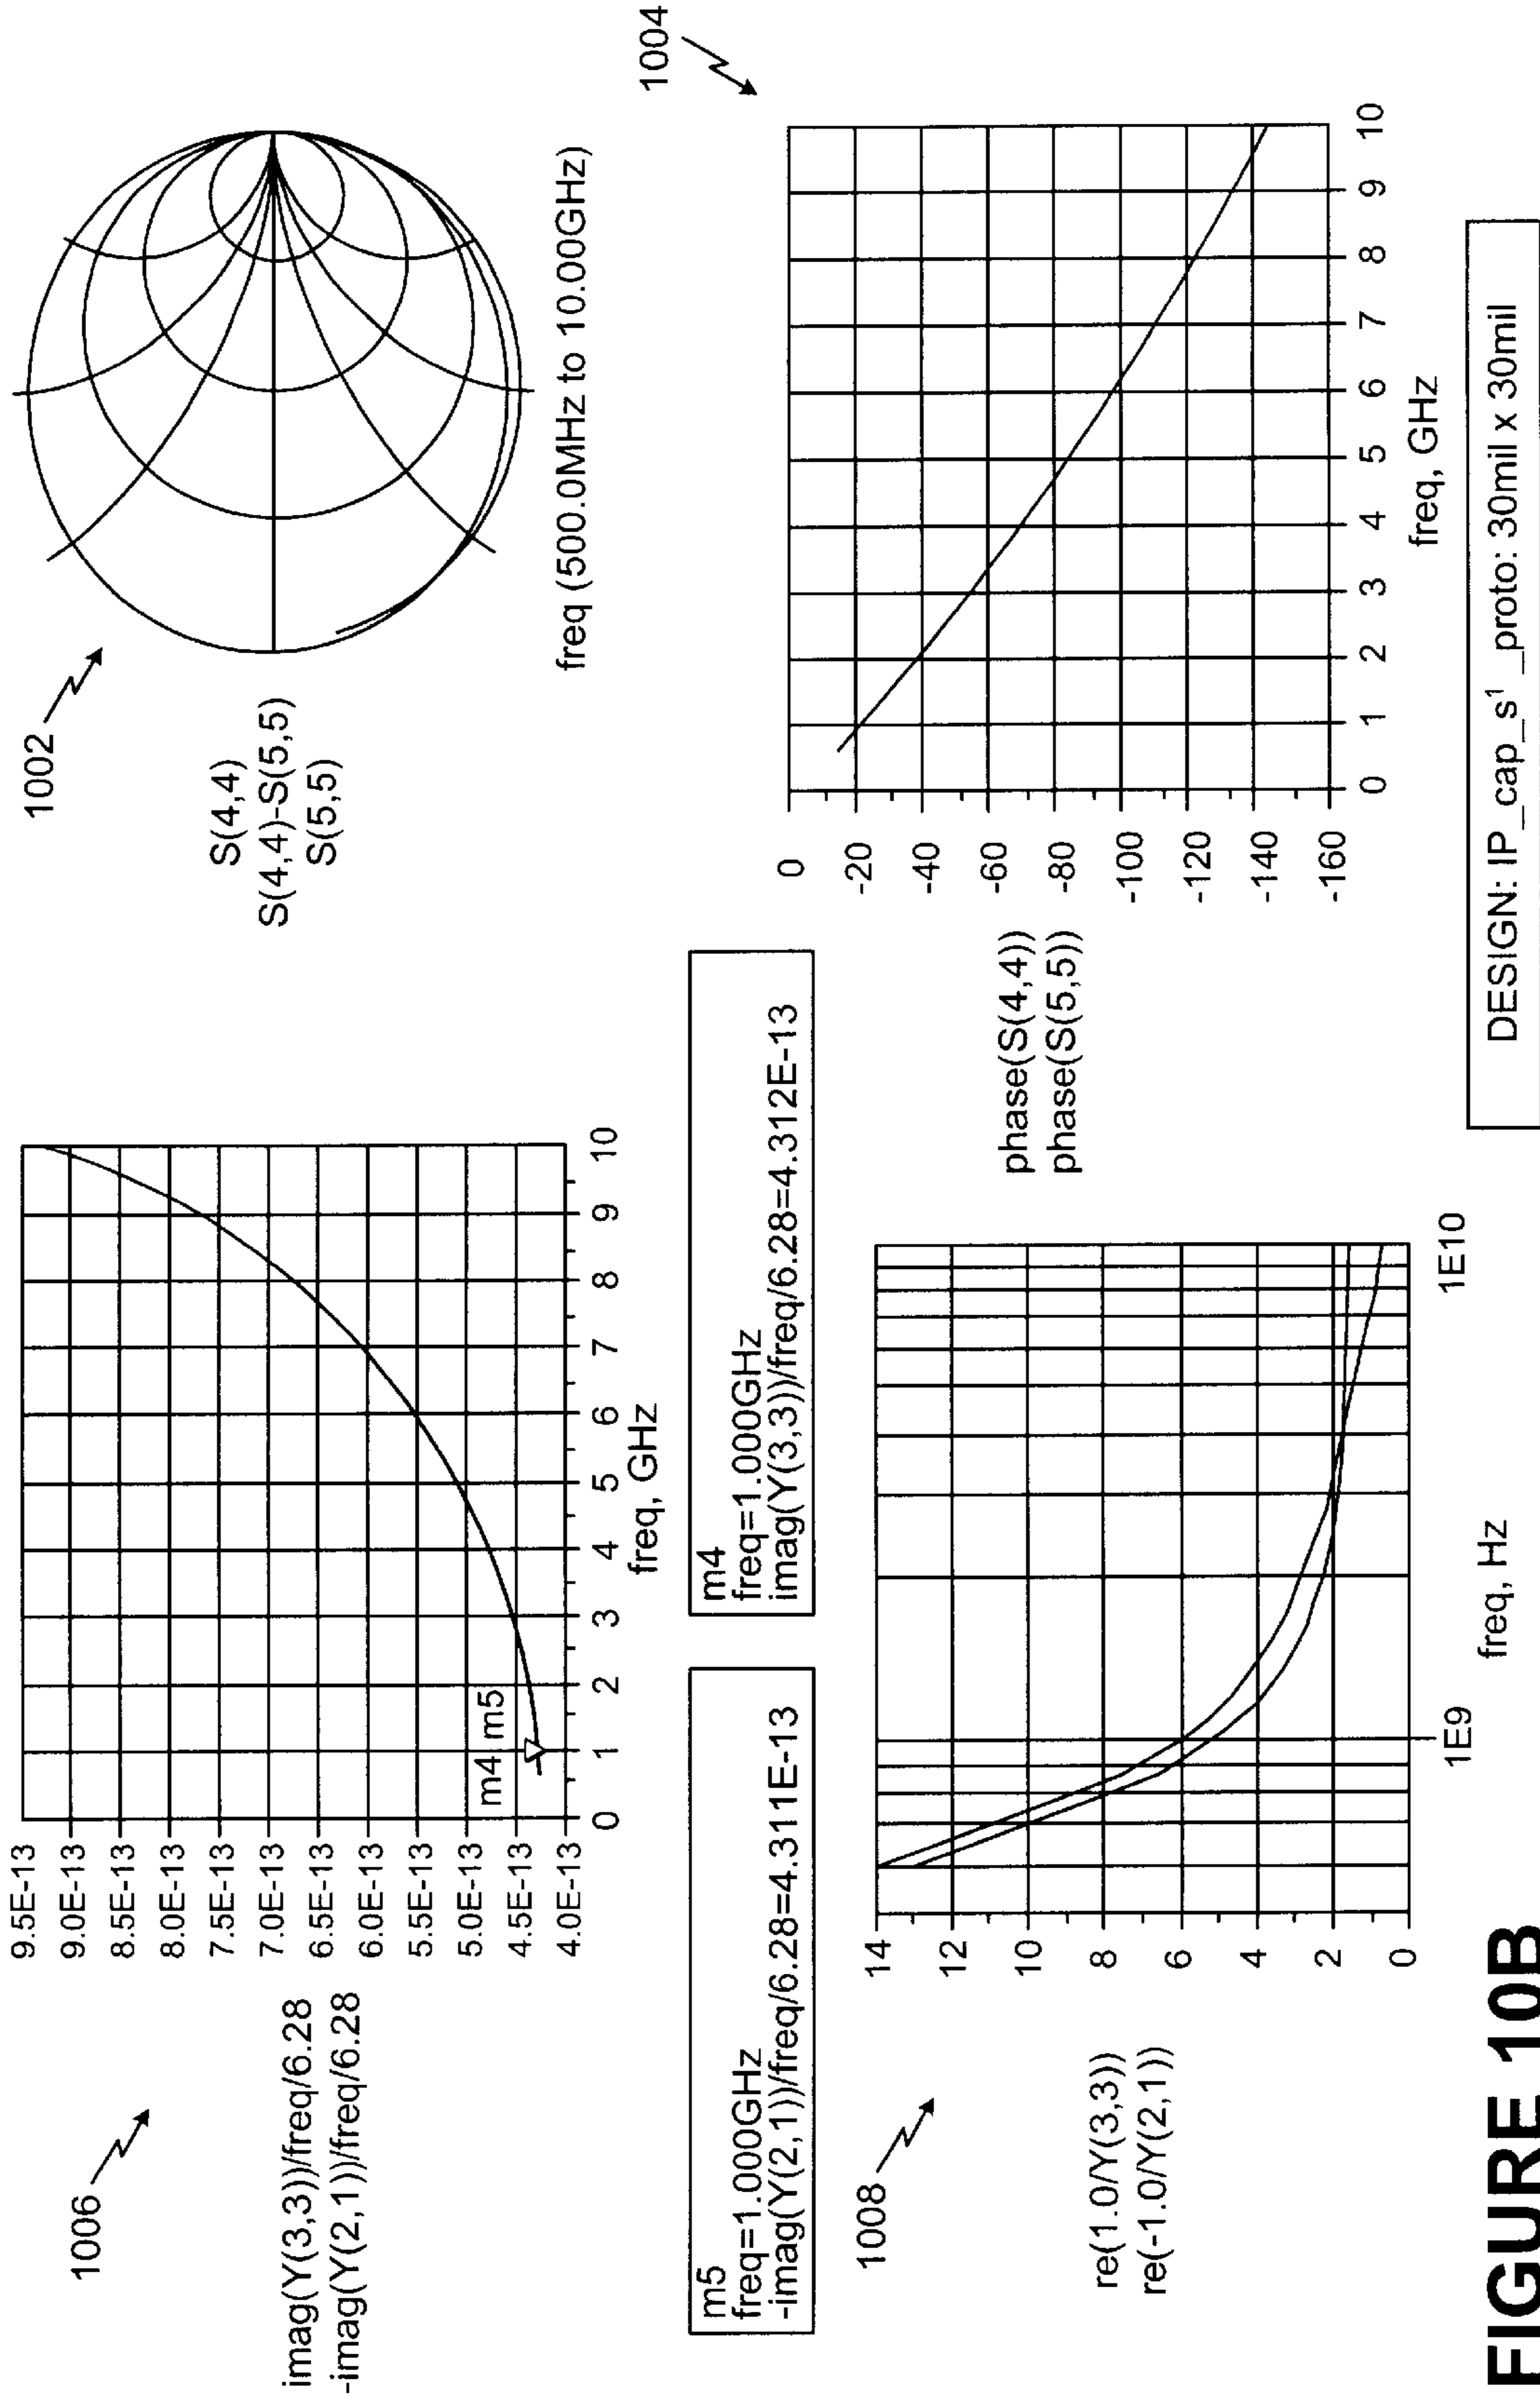 1006
imag(Y(3,3))/freq/6.28
-imag(Y(2,1))/freq/6.28
9.5E-13
9.0E-13
8.5E-13
8.0E-13
7.5E-13
7.0E-13
6.5E-13
6.0E-13
5.5E-13
5.0E-13
4.5E-13
4.0E-13
m4 m5
0 1 2 3 4 5 6 7 8 9 10
freq, GHz
1002
S(4,4)
S(4,4)-S(5,5)
S(5,5)
freq (500.0MHz to 10.00GHz)
m5
freq=1.000GHz
-imag(Y(2,1))/freq/6.28=4.311E-13
m4
freq=1.000GHz
imag(Y(3,3))/freq/6.28=4.312E-13
1008
re(1.0/Y(3,3))
re(-1.0/Y(2,1))
14
12
10
8
6
4
2
0
1E9 1E10
freq, Hz
1004
phase(S(4,4))
phase(S(5,5))
0
-20
-40
-60
-80
-100
-120
-140
-160
0 1 2 3 4 5 6 7 8 9 10
freq, GHz
DESIGN: IP_cap_s¹_proto: 30mil x 30mil
FIGURE 10B